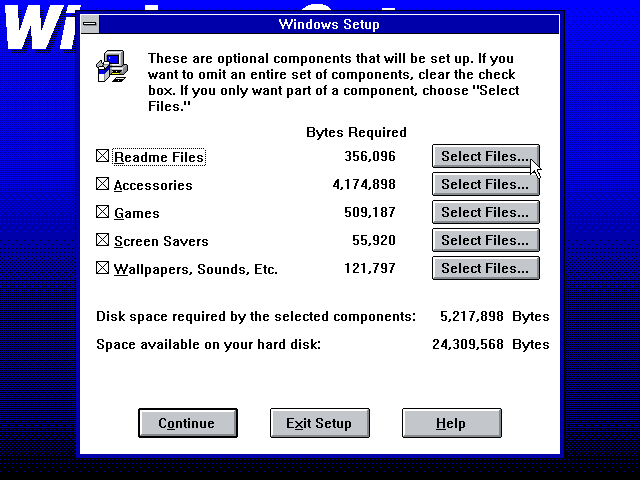 Windows Setup
These are optional components that will be set up. If you
want to omit an entire set of components, clear the check
box. If you only want part of a component, choose "Select
Files."
Bytes Required
Readme Files 356,096 Select Files...
Accessories 4,174,898 Select Files...
Games 509,187 Select Files...
Screen Savers 55,920 Select Files...
Wallpapers, Sounds, Etc. 121,797 Select Files...
Disk space required by the selected components: 5,217,898 Bytes
Space available on your hard disk: 24,309,568 Bytes
Continue Exit Setup Help